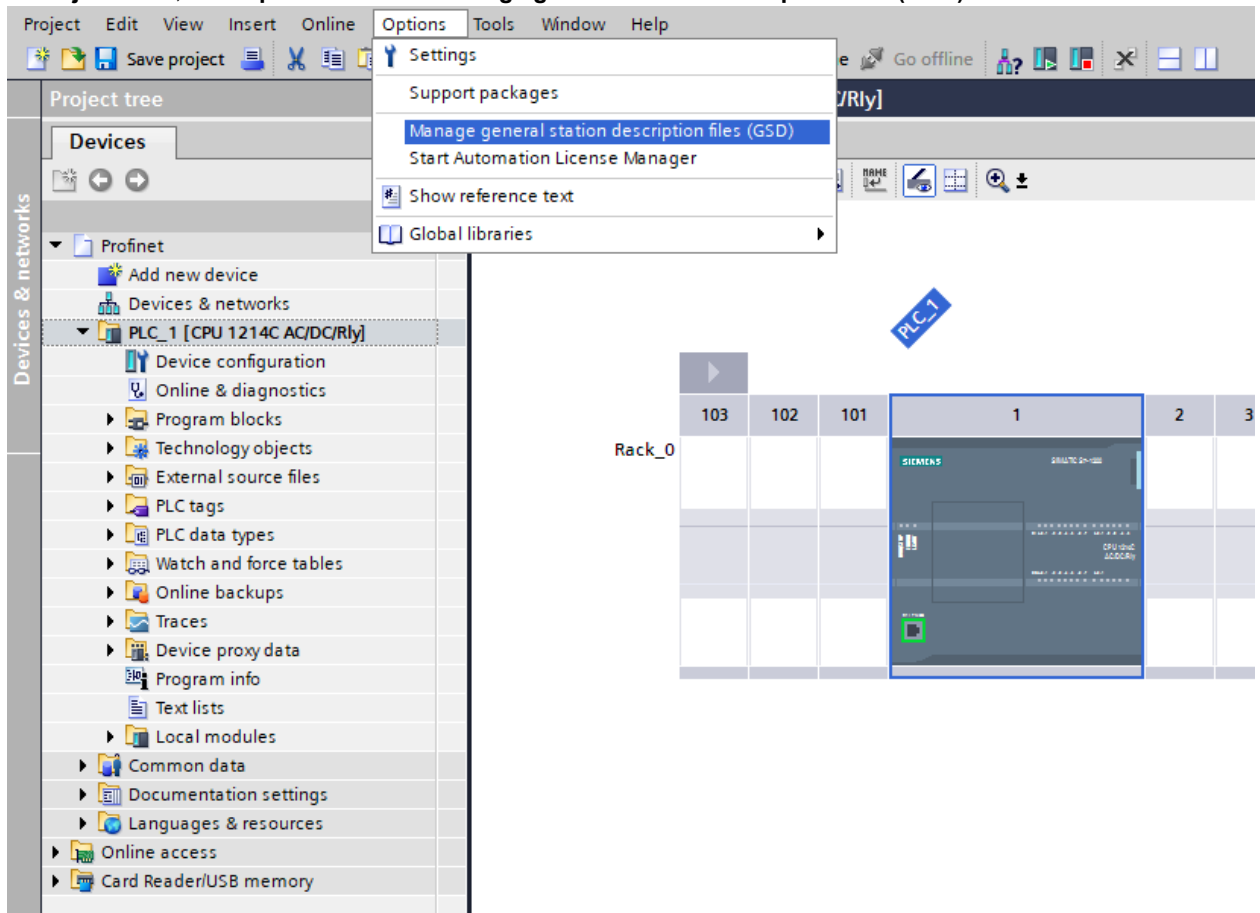 Project Edit View Insert Online Options Tools Window Help
Save project
Go offline
Settings
Support packages
Manage general station description files (GSD)
Start Automation License Manager
Show reference text
Global libraries
Project tree
/Rly]
Devices
Devices & networks
Profinet
Add new device
Devices & networks
PLC_1 [CPU 1214C AC/DC/Rly]
Device configuration
Online & diagnostics
Program blocks
Technology objects
External source files
PLC tags
PLC data types
Watch and force tables
Online backups
Traces
Device proxy data
Program info
Text lists
Local modules
Common data
Documentation settings
Languages & resources
Online access
Card Reader/USB memory
PLC_1
103 102 101 1 2 3
Rack_0
SIEMENS
CPU 1214C
AC/DC/Rly